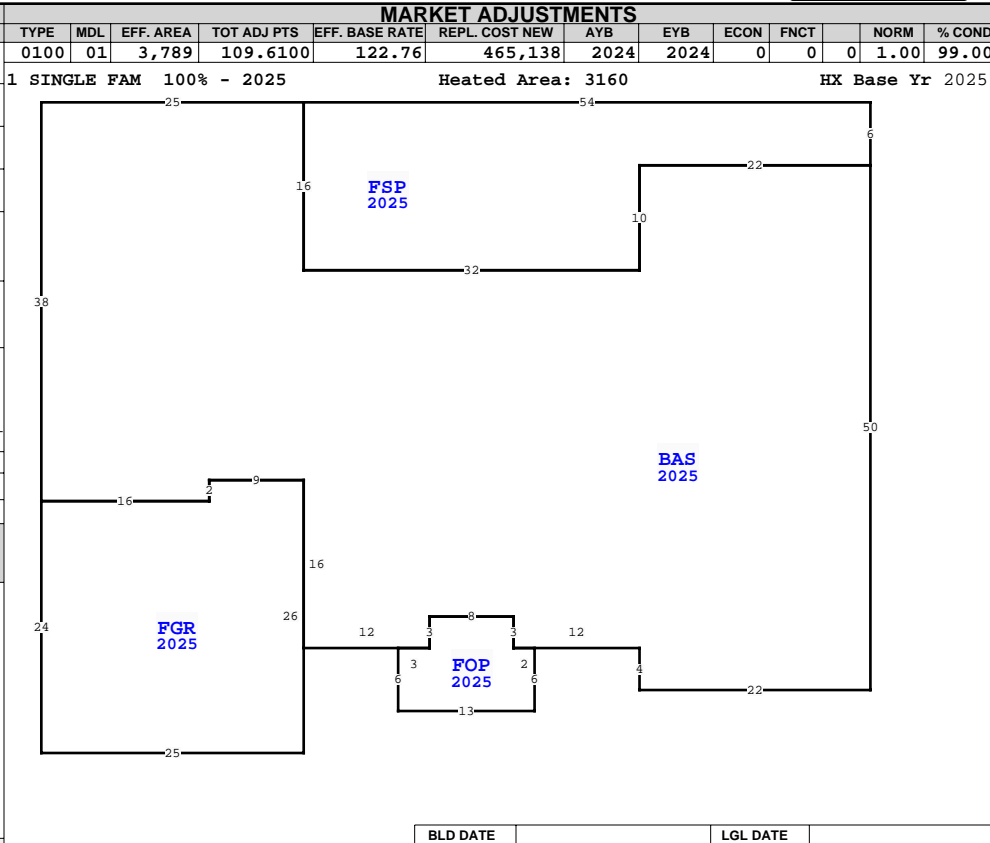 MARKET ADJUSTMENTS
TYPE MDL EFF. AREA TOT ADJ PTS EFF. BASE RATE REPL. COST NEW AYB EYB ECON FNCT NORM % COND
0100 01 3,789 109.6100 122.76 465,138 2024 2024 0 0 0 1.00 99.00
1 SINGLE FAM 100% - 2025 Heated Area: 3160 HX Base Yr 2025
25 54
6
22
16 FSP
2025
10
32
38
50
BAS
2025
9
2
16
16
26
24 FGR
2025
8
12 3 3 12
3 FOP 2
2025
6 6
4
22
13
25
BLD DATE LGL DATE